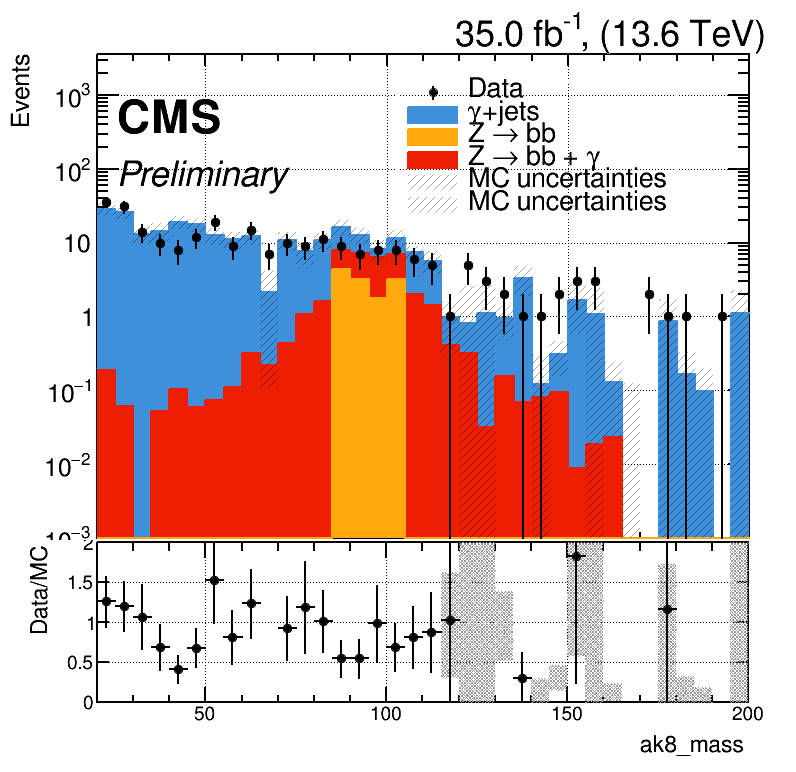 35.0 fb⁻¹, (13.6 TeV)
Events
CMS
Preliminary
Data
γ+jets
Z → bb
Z → bb + γ
MC uncertainties
MC uncertainties
10³
10²
10
1
10⁻¹
10⁻²
10⁻³
Data/MC
2
1.5
1
0.5
0
50
100
150
200
ak8_mass